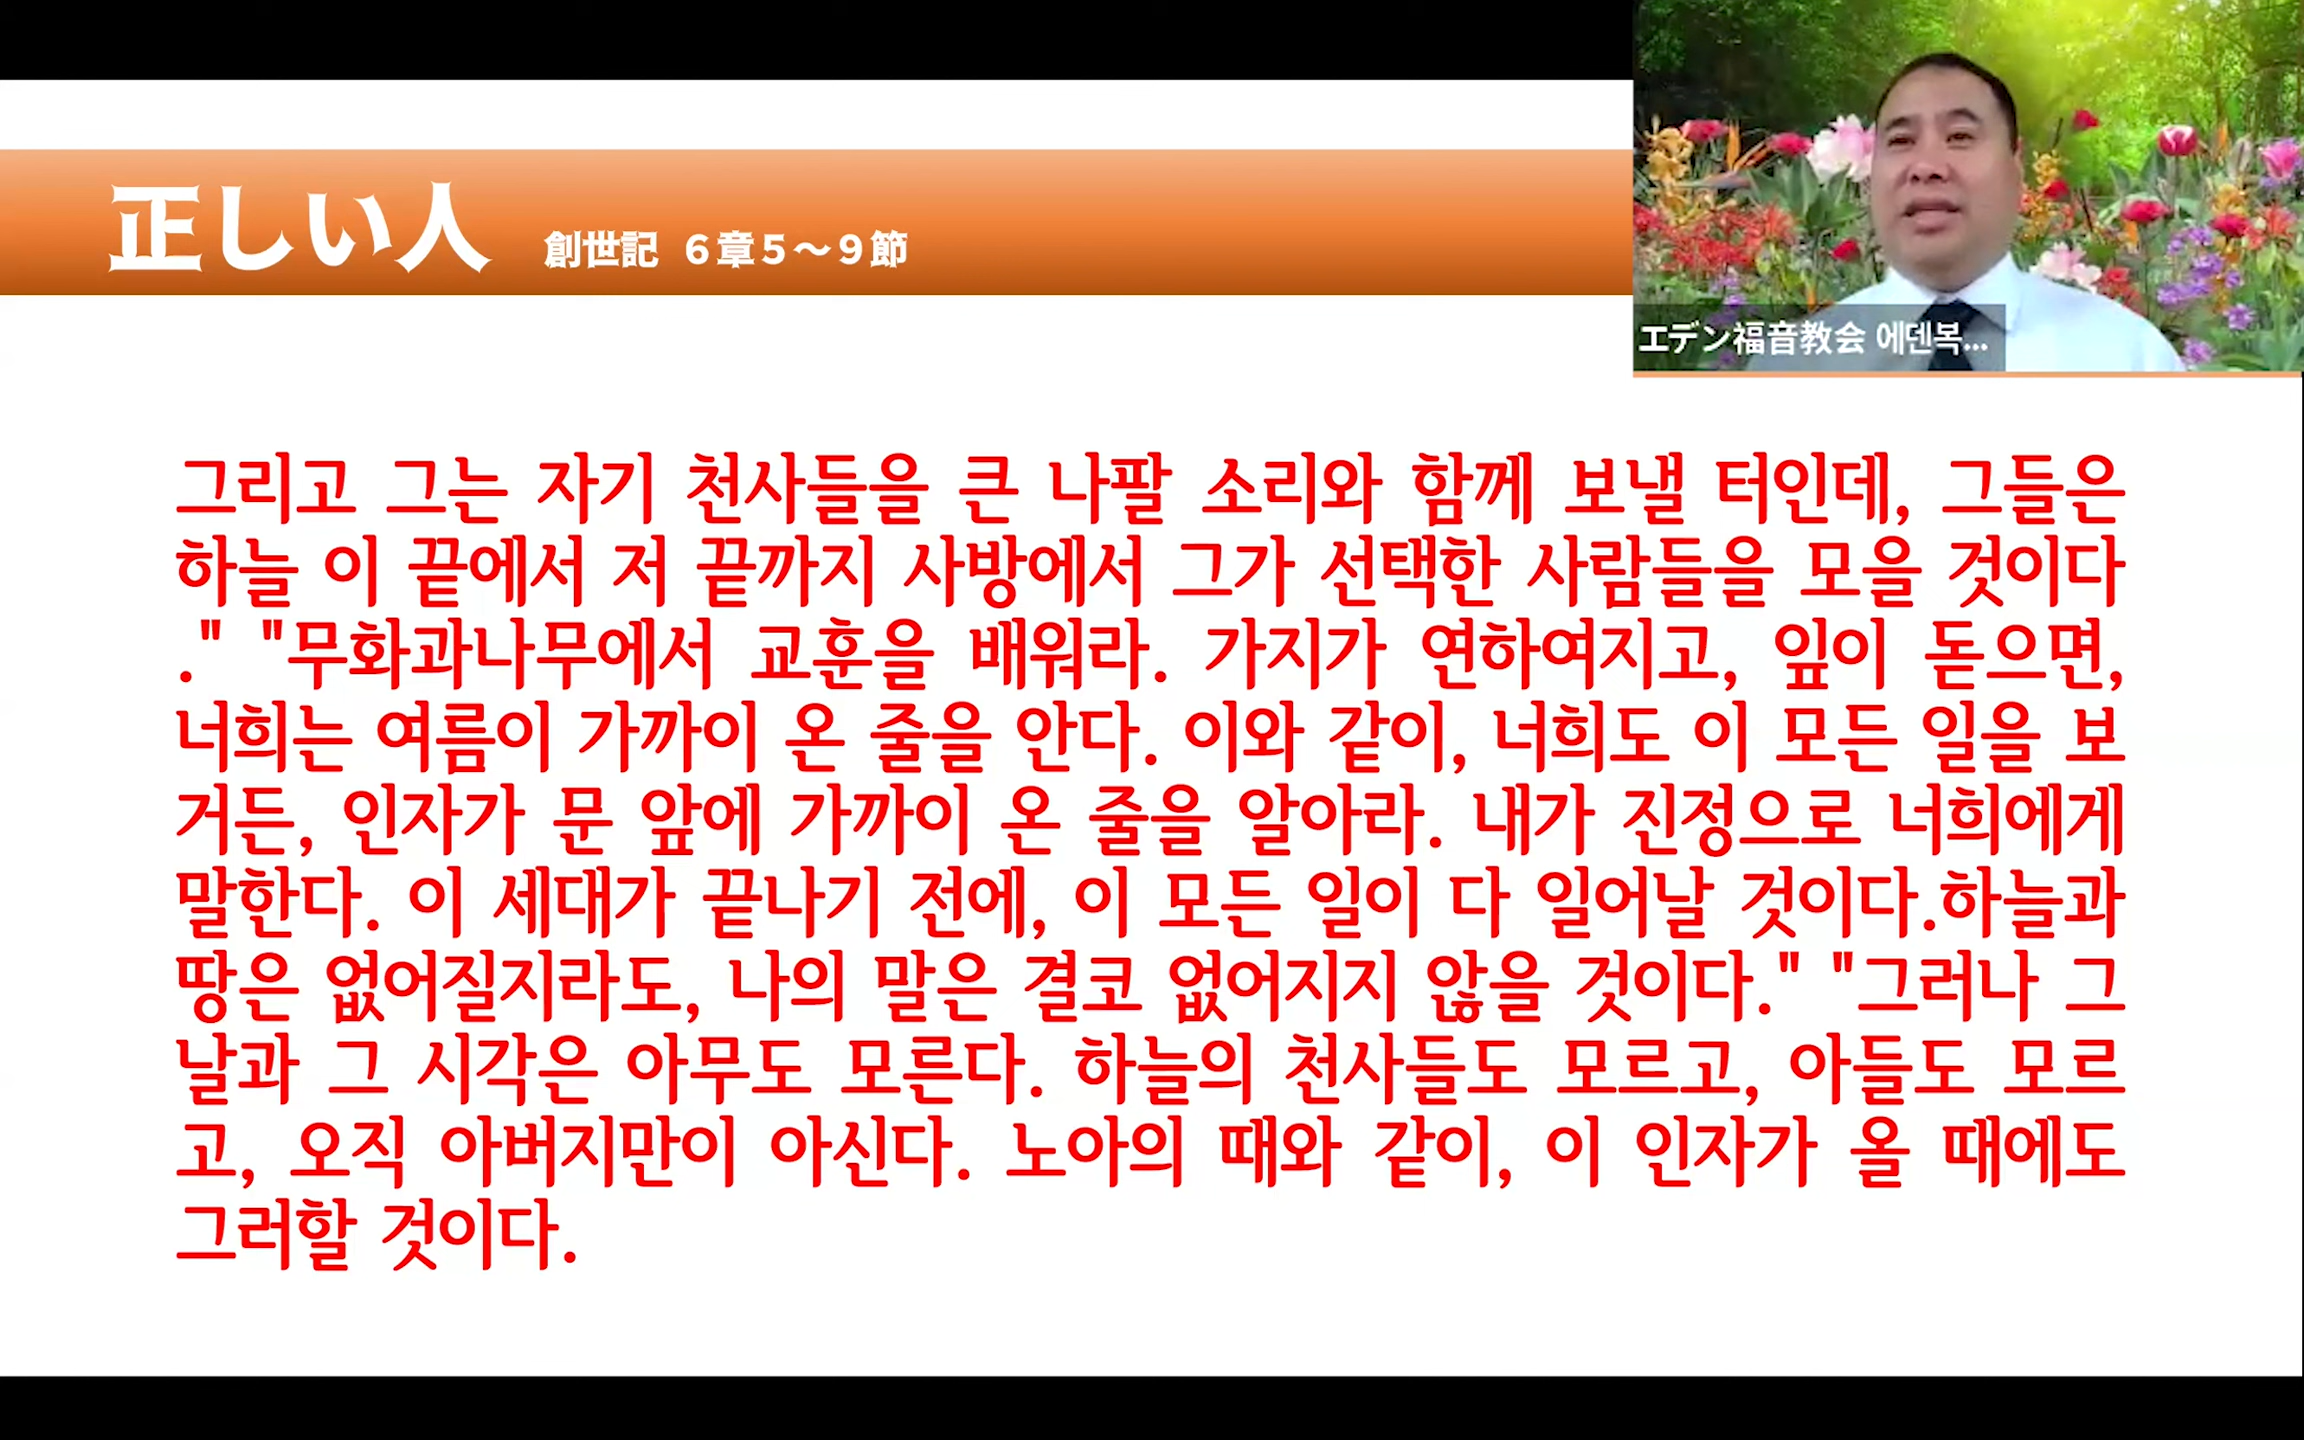 正しい人 創世記 ６章５～９節
エデン福音教会 에덴복...
그리고 그는 자기 천사들을 큰 나팔 소리와 함께 보낼 터인데, 그들은
하늘 이 끝에서 저 끝까지 사방에서 그가 선택한 사람들을 모을 것이다
." "무화과나무에서 교훈을 배워라. 가지가 연하여지고, 잎이 돋으면,
너희는 여름이 가까이 온 줄을 안다. 이와 같이, 너희도 이 모든 일을 보
거든, 인자가 문 앞에 가까이 온 줄을 알아라. 내가 진정으로 너희에게
말한다. 이 세대가 끝나기 전에, 이 모든 일이 다 일어날 것이다.하늘과
땅은 없어질지라도, 나의 말은 결코 없어지지 않을 것이다." "그러나 그
날과 그 시각은 아무도 모른다. 하늘의 천사들도 모르고, 아들도 모르
고, 오직 아버지만이 아신다. 노아의 때와 같이, 이 인자가 올 때에도
그러할 것이다.